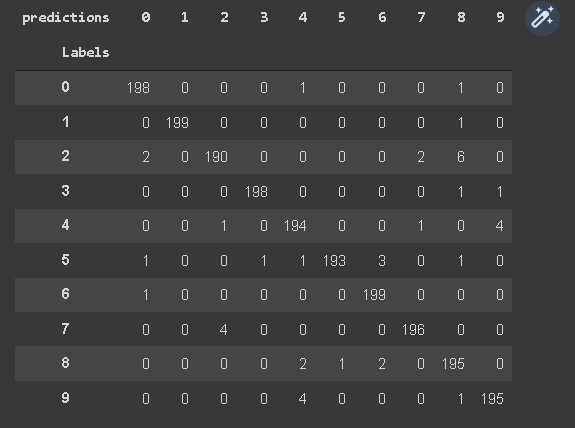 predictions 0 1 2 3 4 5 6 7 8 9
Labels
0 198 0 0 0 1 0 0 0 1 0
1 0 199 0 0 0 0 0 0 1 0
2 2 0 190 0 0 0 0 2 6 0
3 0 0 0 198 0 0 0 0 1 1
4 0 0 1 0 194 0 0 1 0 4
5 1 0 0 1 1 193 3 0 1 0
6 1 0 0 0 0 0 199 0 0 0
7 0 0 4 0 0 0 0 196 0 0
8 0 0 0 0 2 1 2 0 195 0
9 0 0 0 0 4 0 0 0 1 195